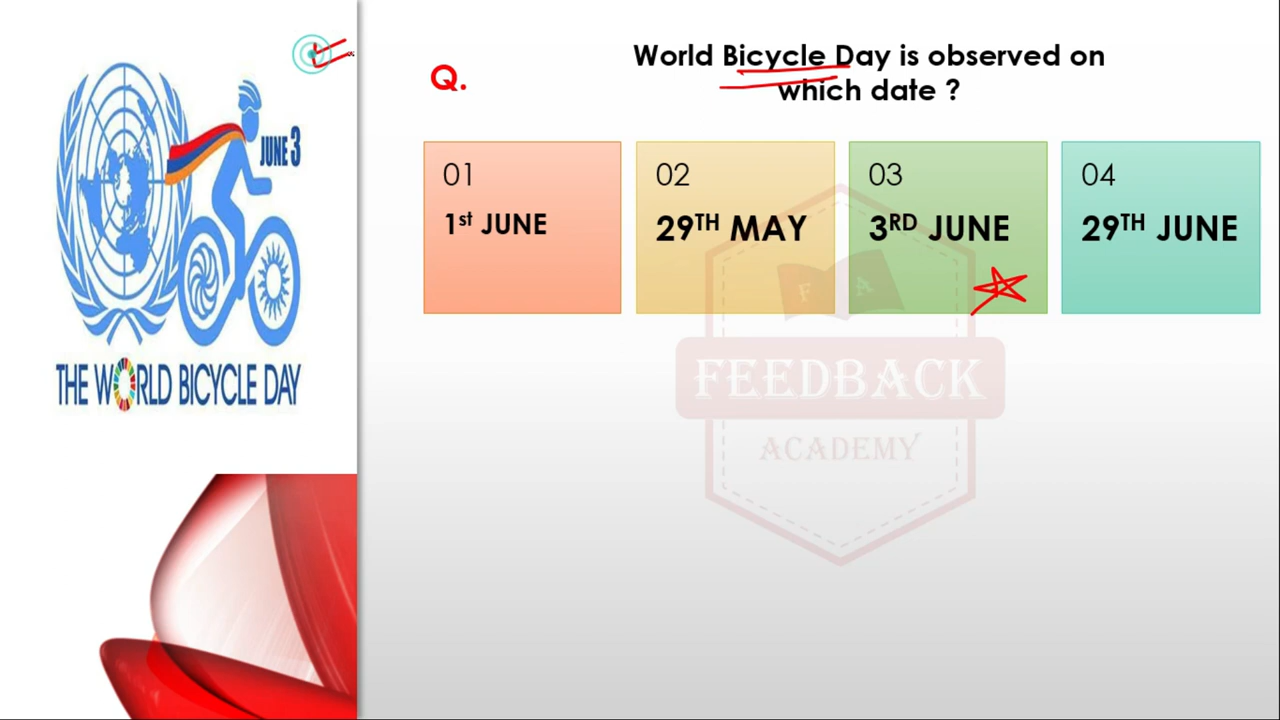 JUNE 3
THE WORLD BICYCLE DAY
Q.
World Bicycle Day is observed on
which date ?
01
1st JUNE
02
29TH MAY
03
3RD JUNE
04
29TH JUNE
F A
FEEDBACK
ACADEMY